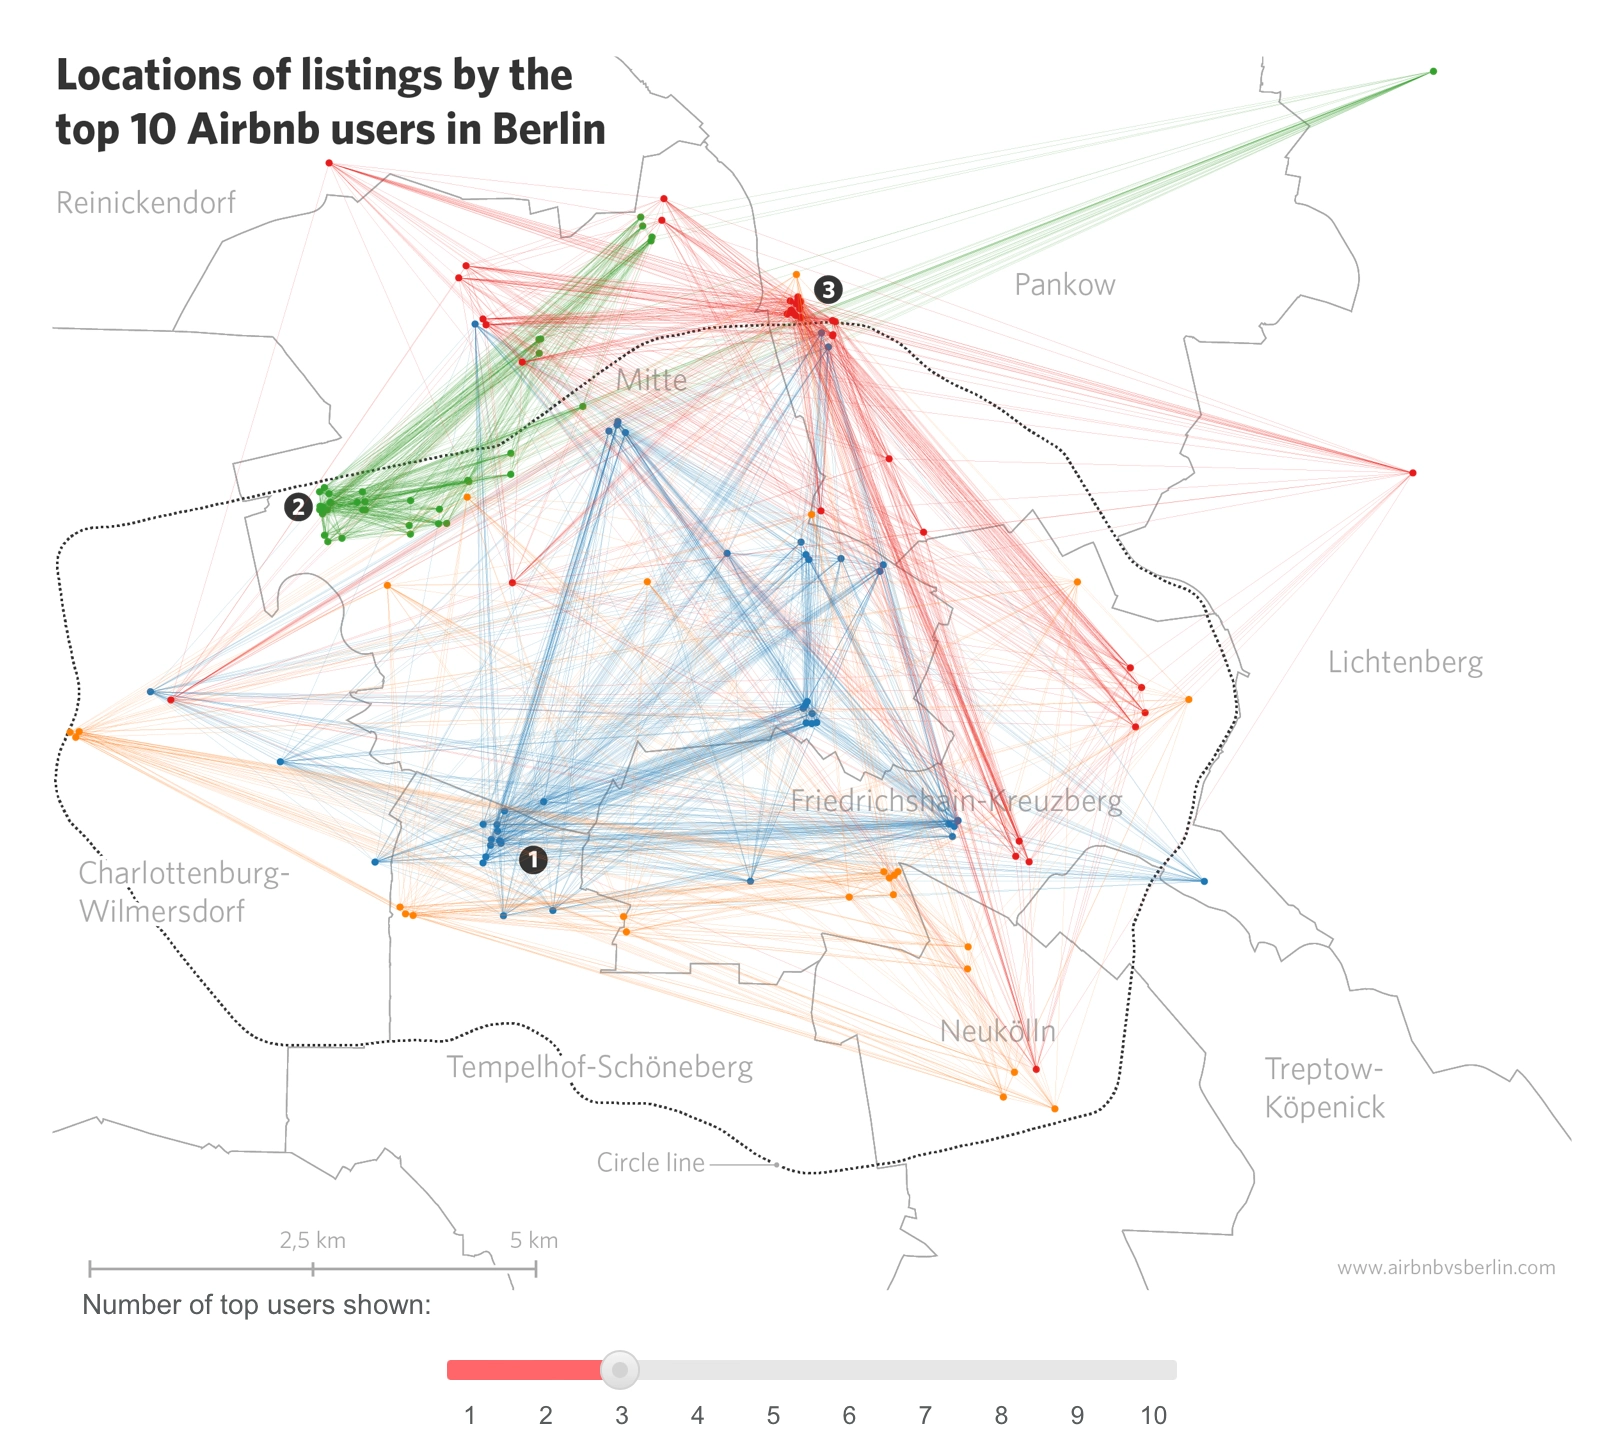 Locations of listings by the
top 10 Airbnb users in Berlin
Reinickendorf
Pankow
3
Mitte
2
Lichtenberg
Friedrichshain-Kreuzberg
1
Charlottenburg-
Wilmersdorf
Neukölln
Tempelhof-Schöneberg
Treptow-
Köpenick
Circle line
2,5 km 5 km
www.airbnbvsberlin.com
Number of top users shown:
1 2 3 4 5 6 7 8 9 10